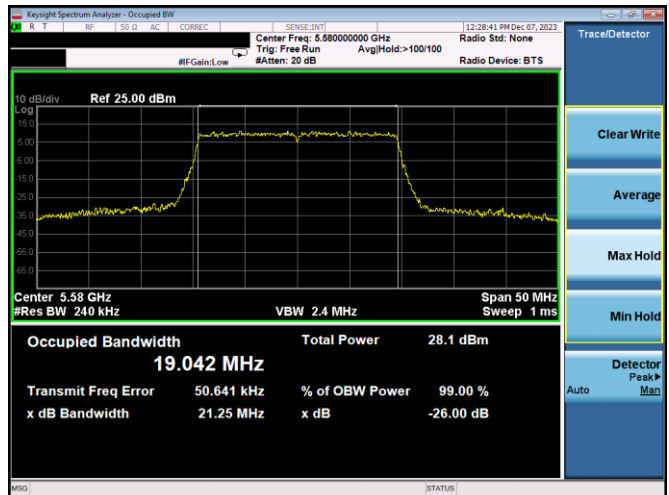 Keysight Spectrum Analyzer - Occupied BW
LXI R T RF 50 Ω AC CORREC SENSE:INT 12:28:41 PM Dec 07, 2023
Center Freq: 5.580000000 GHz Radio Std: None
Trig: Free Run Avg|Hold:>100/100
#IFGain:Low #Atten: 20 dB Radio Device: BTS
Trace/Detector
10 dB/div Ref 25.00 dBm
Log
15.0
5.00
-5.00
-15.0
-25.0
-35.0
-45.0
-55.0
-65.0
Center 5.58 GHz Span 50 MHz
#Res BW 240 kHz VBW 2.4 MHz Sweep 1 ms
Occupied Bandwidth Total Power 28.1 dBm
19.042 MHz
Transmit Freq Error 50.641 kHz % of OBW Power 99.00 %
x dB Bandwidth 21.25 MHz x dB -26.00 dB
Clear Write
Average
Max Hold
Min Hold
Detector
Peak▶
Auto Man
MSG STATUS